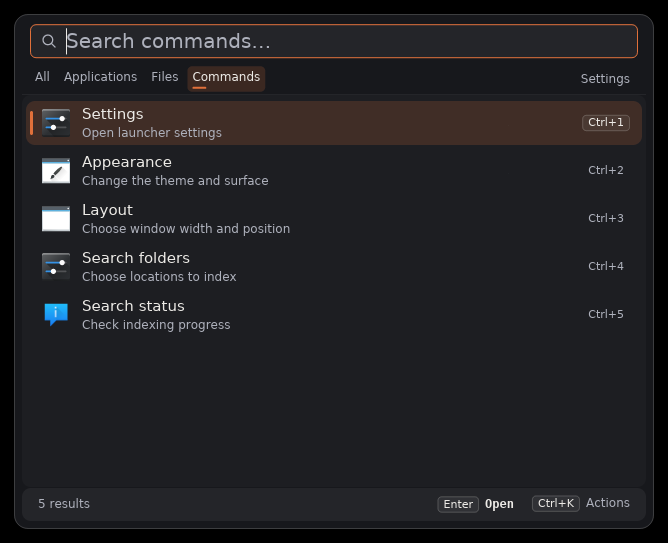 Search commands...
All Applications Files Commands Settings
Settings
Open launcher settings
Ctrl+1
Appearance
Change the theme and surface
Ctrl+2
Layout
Choose window width and position
Ctrl+3
Search folders
Choose locations to index
Ctrl+4
Search status
Check indexing progress
Ctrl+5
5 results Enter Open Ctrl+K Actions